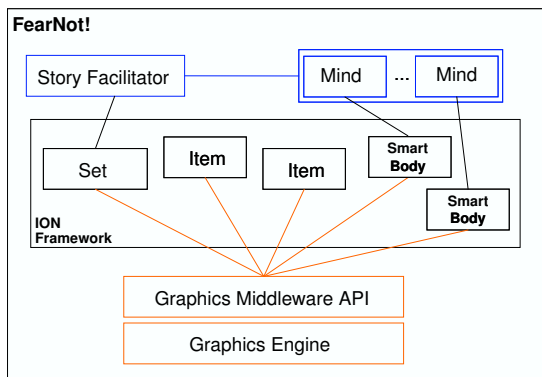 FearNot!
Story Facilitator
Mind ... Mind
Set
Item
Item
Smart
Body
Smart
Body
ION
Framework
Graphics Middleware API
Graphics Engine